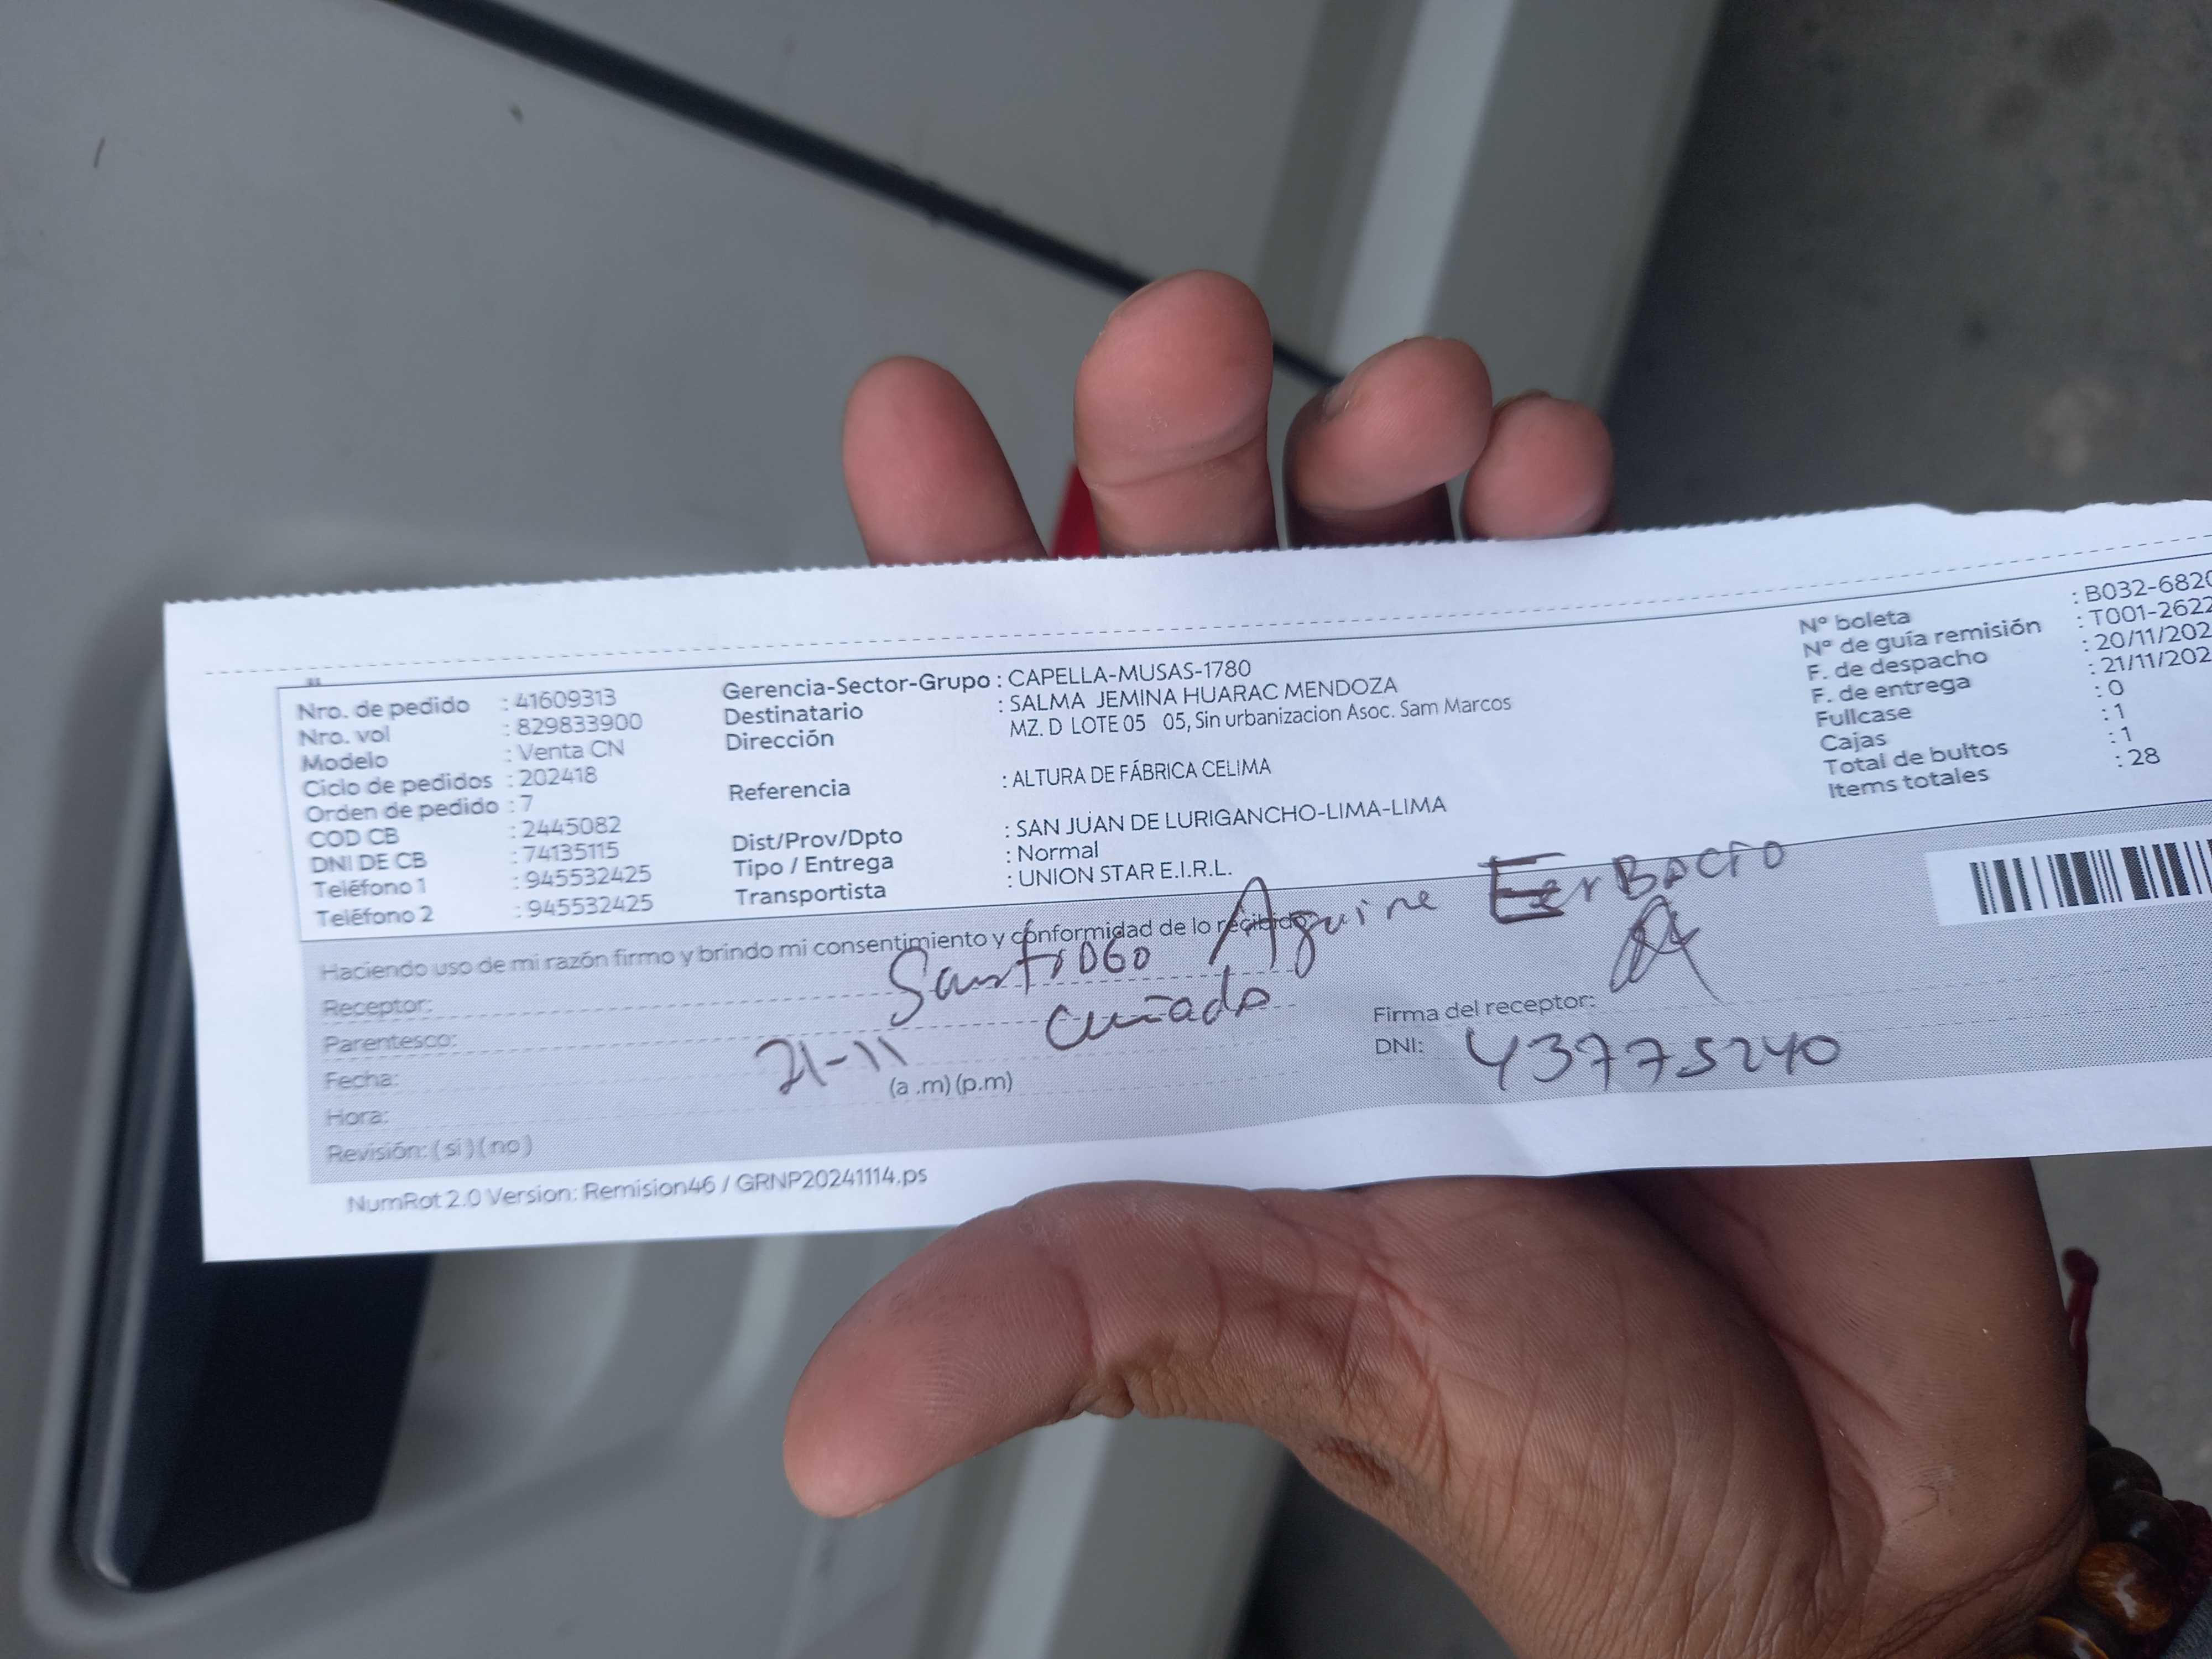 Nro. de pedido : 41609313
Nro. vol : 829833900
Modelo : Venta CN
Ciclo de pedidos : 202418
Orden de pedido : 7
COD CB : 2445082
DNI DE CB : 74135115
Teléfono 1 : 945532425
Teléfono 2 : 945532425
Gerencia-Sector-Grupo : CAPELLA-MUSAS-1780
Destinatario : SALMA JEMINA HUARAC MENDOZA
Dirección MZ. D LOTE 05 05, Sin urbanizacion Asoc. Sam Marcos
Referencia : ALTURA DE FÁBRICA CELIMA
Dist/Prov/Dpto : SAN JUAN DE LURIGANCHO-LIMA-LIMA
Tipo / Entrega : Normal
Transportista : UNION STAR E.I.R.L.
Nº boleta : B032-6820
Nº de guía remisión : T001-2622
F. de despacho : 20/11/202
F. de entrega : 21/11/202
Fullcase : 0
Cajas : 1
Total de bultos : 1
Items totales : 28
Haciendo uso de mi razón firmo y brindo mi consentimiento y conformidad de lo recibido
Receptor: Santiago Aguirre
Parentesco: Cuñado
Fecha: 21-11
Hora: (a .m) (p.m)
Revisión: ( si ) ( no )
Firma del receptor:
DNI: 43775240
NumRot 2.0 Version: Remision46 / GRNP20241114.ps